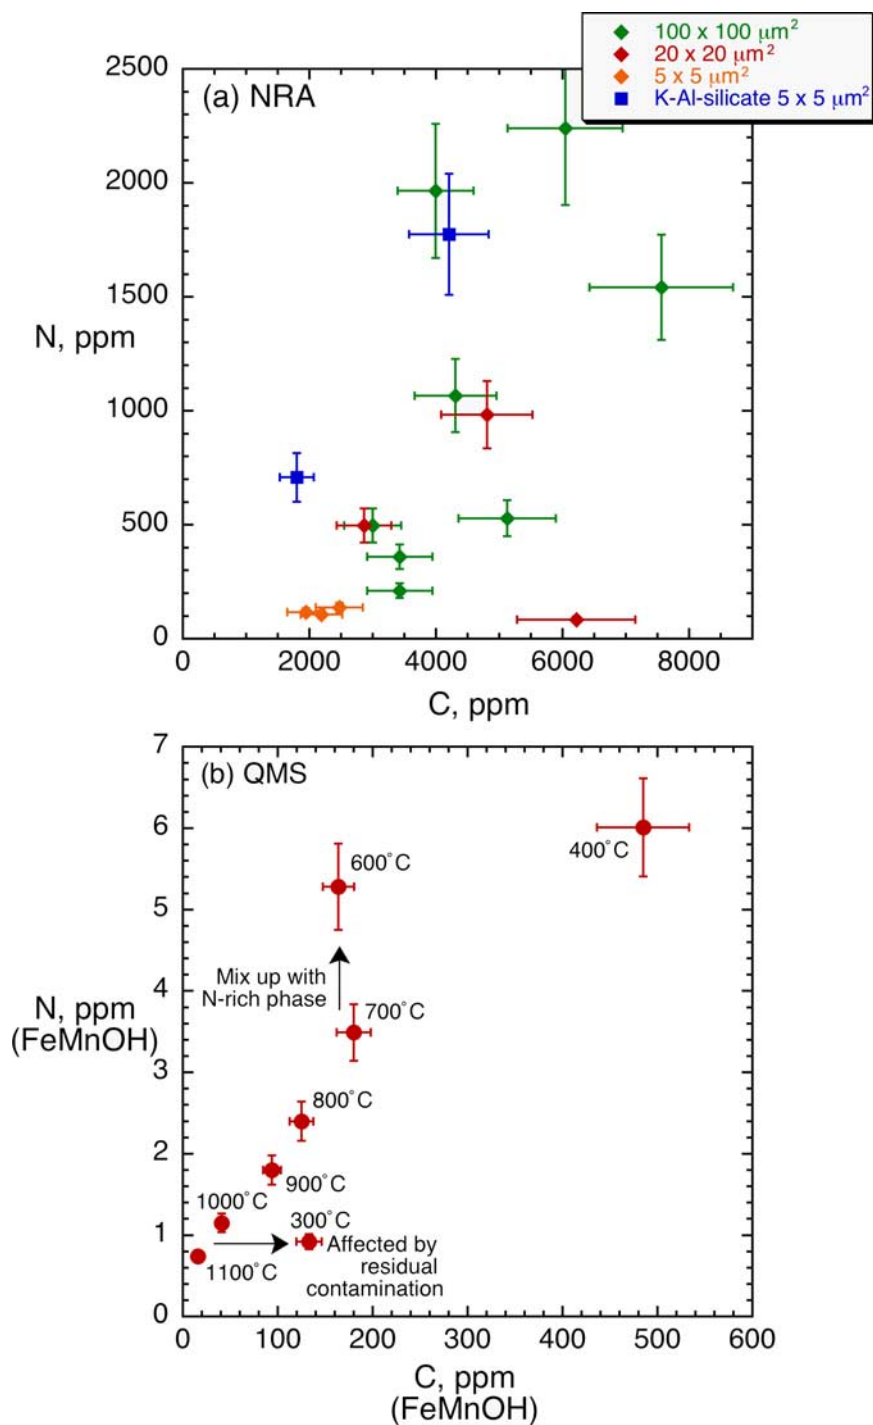 100 x 100 μm²
20 x 20 μm²
5 x 5 μm²
K-Al-silicate 5 x 5 μm²
(a) NRA
2500
2000
1500
1000
500
0
N, ppm
0 2000 4000 6000 8000
C, ppm
(b) QMS
7
6
5
4
3
2
1
0
N, ppm
(FeMnOH)
600°C
400°C
Mix up with
N-rich phase
700°C
800°C
900°C
1000°C
300°C
1100°C
Affected by
residual
contamination
0 100 200 300 400 500 600
C, ppm
(FeMnOH)